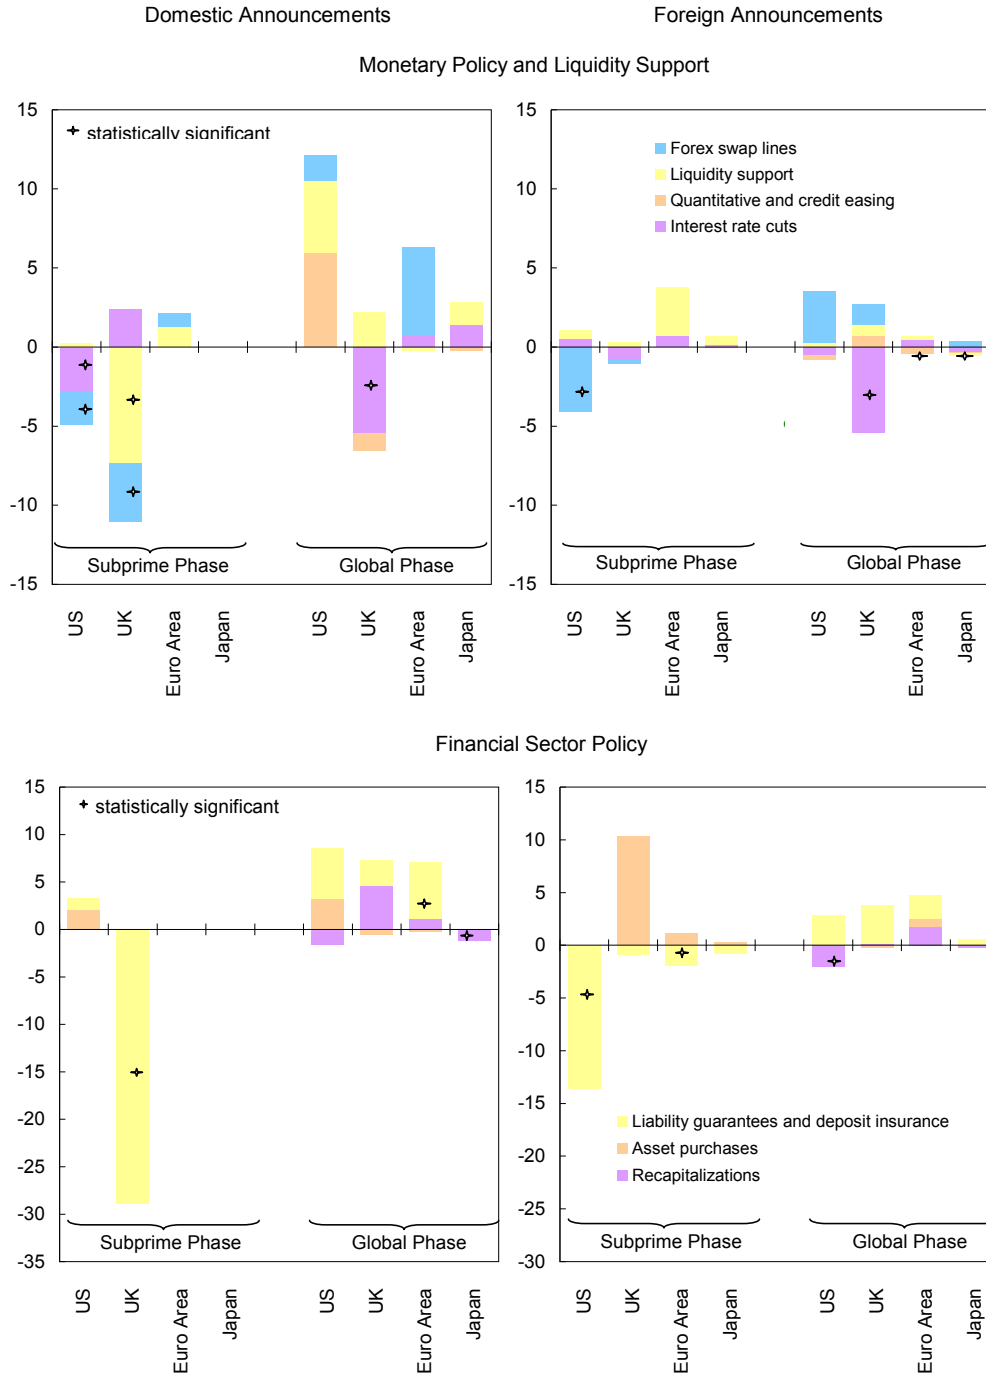 Domestic Announcements
Foreign Announcements
Monetary Policy and Liquidity Support
15
10
5
0
-5
-10
-15
statistically significant
Subprime Phase
Global Phase
US
UK
Euro Area
Japan
US
UK
Euro Area
Japan
15
10
5
0
-5
-10
-15
Forex swap lines
Liquidity support
Quantitative and credit easing
Interest rate cuts
Subprime Phase
Global Phase
US
UK
Euro Area
Japan
US
UK
Euro Area
Japan
Financial Sector Policy
15
10
5
0
-5
-10
-15
-20
-25
-30
-35
statistically significant
Subprime Phase
Global Phase
US
UK
Euro Area
Japan
US
UK
Euro Area
Japan
15
10
5
0
-5
-10
-15
-20
-25
-30
Liability guarantees and deposit insurance
Asset purchases
Recapitalizations
Subprime Phase
Global Phase
US
UK
Euro Area
Japan
US
UK
Euro Area
Japan